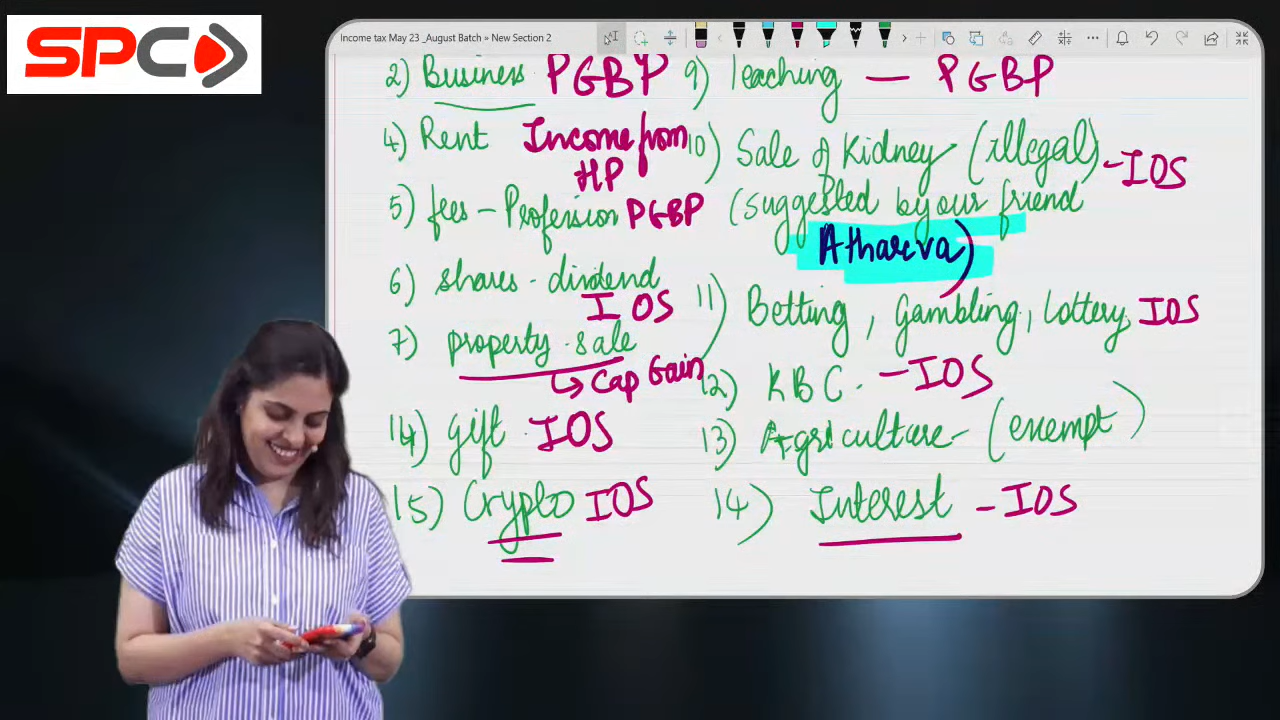 SPC
Income tax May 23 _August Batch » New Section 2
2) Business PGBP
4) Rent Income from
HP
5) fees - Profession PGBP
6) shares - dividend
IOS
7) property sale
↳ Cap Gain
14) gift IOS
15) Crypto IOS
9) Teaching — PGBP
10) Sale of Kidney (illegal) - IOS
(suggested by our friend
Atharva)
11) Betting, Gambling, Lottery IOS
12) KBC - IOS
13) Agriculture - (exempt)
14) Interest - IOS